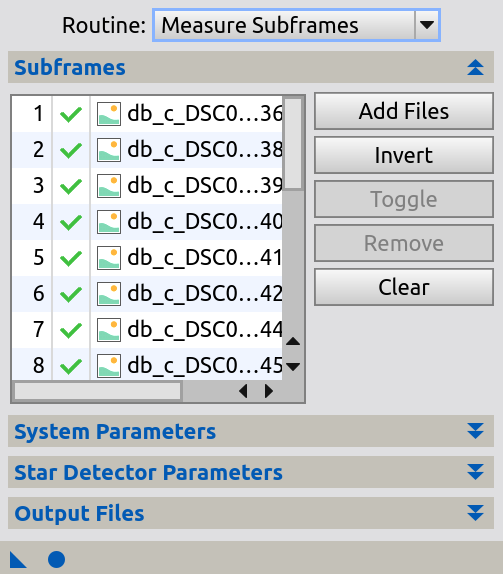 Routine: Measure Subframes
Subframes
1 db_c_DSC0...36
2 db_c_DSC0...38
3 db_c_DSC0...39
4 db_c_DSC0...40
5 db_c_DSC0...41
6 db_c_DSC0...42
7 db_c_DSC0...44
8 db_c_DSC0...45
Add Files
Invert
Toggle
Remove
Clear
System Parameters
Star Detector Parameters
Output Files